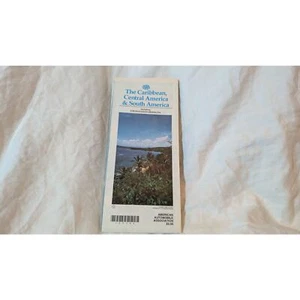 The Caribbean,
Central America
& South America
AMERICAN
AUTOMOBILE
ASSOCIATION